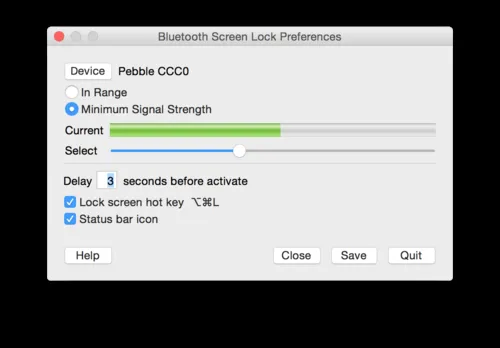 Bluetooth Screen Lock Preferences
Device Pebble CCC0
In Range
Minimum Signal Strength
Current
Select
Delay 3 seconds before activate
Lock screen hot key ⌥⌘L
Status bar icon
Help Close Save Quit